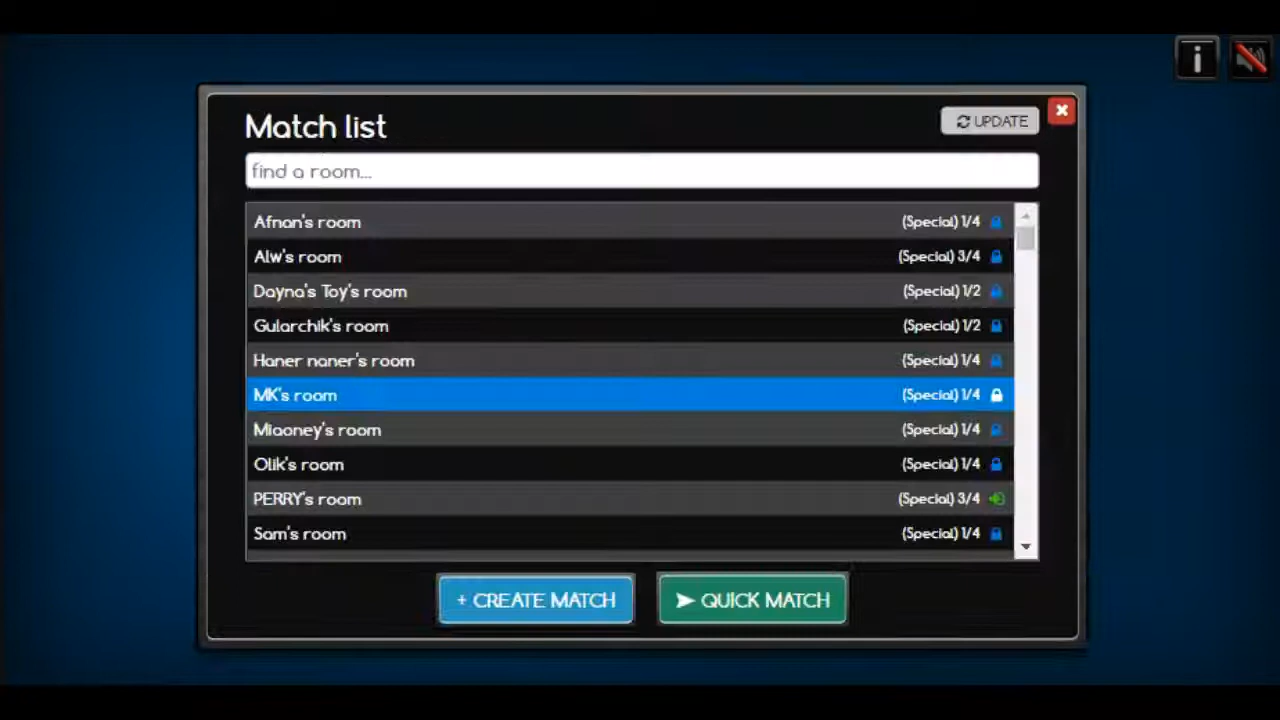 Match list
UPDATE
find a room...
Afnan's room (Special) 1/4
Alw's room (Special) 3/4
Dayna's Toy's room (Special) 1/2
Gularchik's room (Special) 1/2
Haner naner's room (Special) 1/4
MK's room (Special) 1/4
Miaoney's room (Special) 1/4
Olik's room (Special) 1/4
PERRY's room (Special) 3/4
Sam's room (Special) 1/4
+ CREATE MATCH
QUICK MATCH